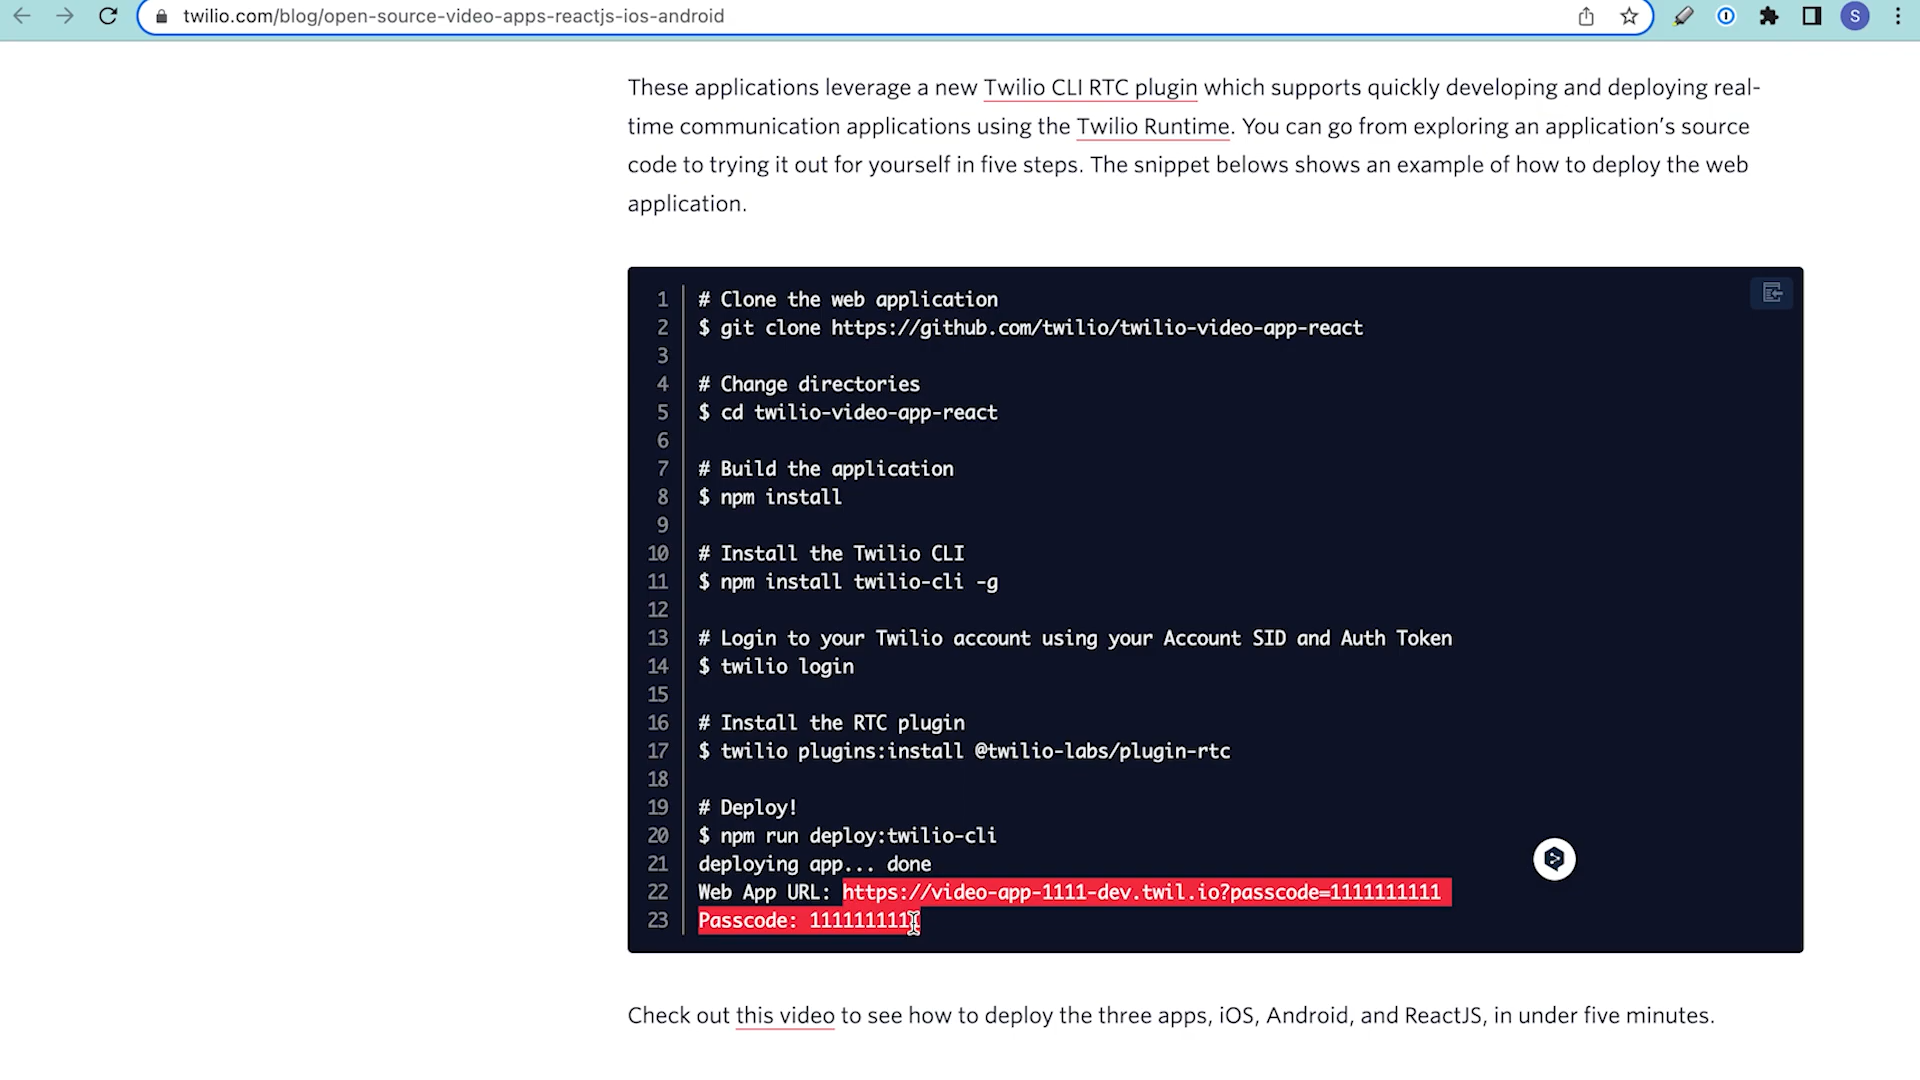 twilio.com/blog/open-source-video-apps-reactjs-ios-android
S
These applications leverage a new Twilio CLI RTC plugin which supports quickly developing and deploying real-
time communication applications using the Twilio Runtime. You can go from exploring an application's source
code to trying it out for yourself in five steps. The snippet belows shows an example of how to deploy the web
application.
1 # Clone the web application
2 $ git clone https://github.com/twilio/twilio-video-app-react
3
4 # Change directories
5 $ cd twilio-video-app-react
6
7 # Build the application
8 $ npm install
9
10 # Install the Twilio CLI
11 $ npm install twilio-cli -g
12
13 # Login to your Twilio account using your Account SID and Auth Token
14 $ twilio login
15
16 # Install the RTC plugin
17 $ twilio plugins:install @twilio-labs/plugin-rtc
18
19 # Deploy!
20 $ npm run deploy:twilio-cli
21 deploying app... done
22 Web App URL: https://video-app-1111-dev.twil.io?passcode=1111111111
23 Passcode: 1111111111
Check out this video to see how to deploy the three apps, iOS, Android, and ReactJS, in under five minutes.